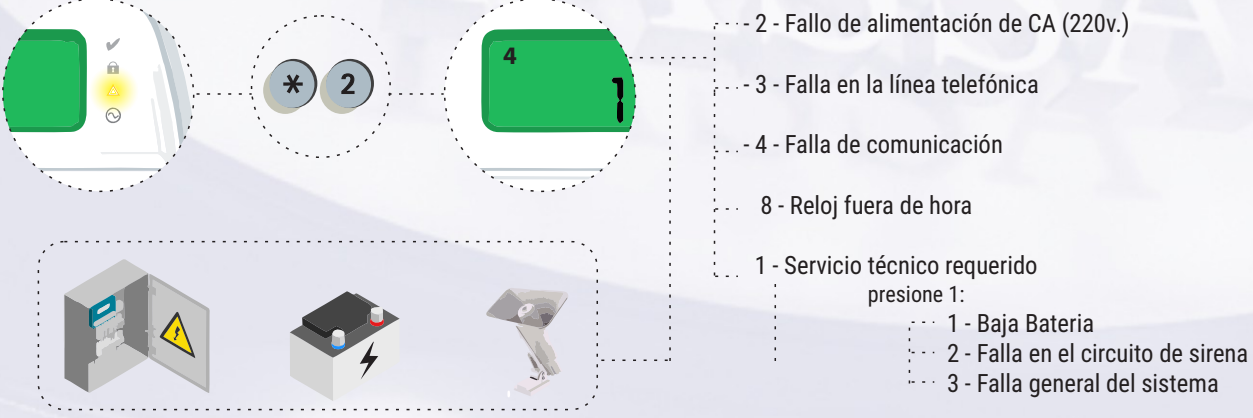 * 2
4
1
- 2 - Fallo de alimentación de CA (220v.)
- 3 - Falla en la línea telefónica
- 4 - Falla de comunicación
8 - Reloj fuera de hora
1 - Servicio técnico requerido
presione 1:
1 - Baja Bateria
2 - Falla en el circuito de sirena
3 - Falla general del sistema